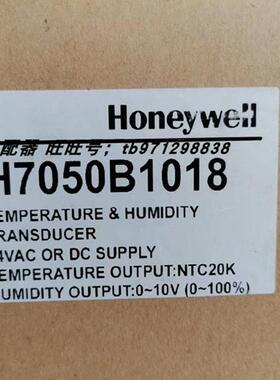 Honeywell
配器 旺旺号; tb971298838
H7050B1018
EMPERATURE & HUMIDITY
RANSDUCER
4VAC OR DC SUPPLY
EMPERATURE OUTPUT:NTC20K
UMIDITY OUTPUT:0~10V (0~100%)